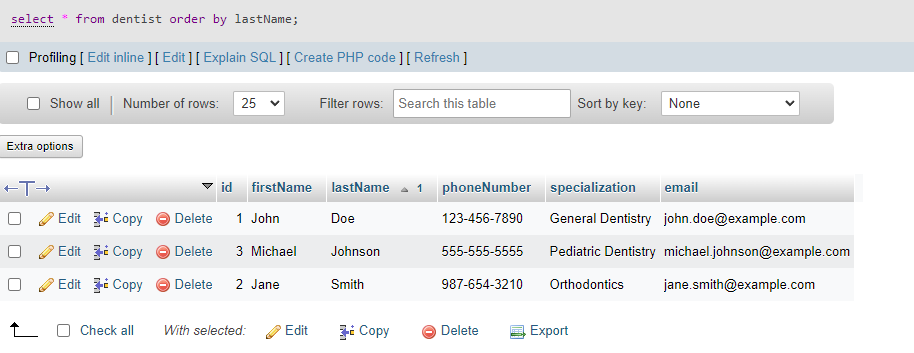 select * from dentist order by lastName;
Profiling [ Edit inline ] [ Edit ] [ Explain SQL ] [ Create PHP code ] [ Refresh ]
Show all Number of rows: 25 Filter rows: Search this table Sort by key: None
Extra options
id firstName lastName 1 phoneNumber specialization email
Edit Copy Delete 1 John Doe 123-456-7890 General Dentistry john.doe@example.com
Edit Copy Delete 3 Michael Johnson 555-555-5555 Pediatric Dentistry michael.johnson@example.com
Edit Copy Delete 2 Jane Smith 987-654-3210 Orthodontics jane.smith@example.com
Check all With selected: Edit Copy Delete Export